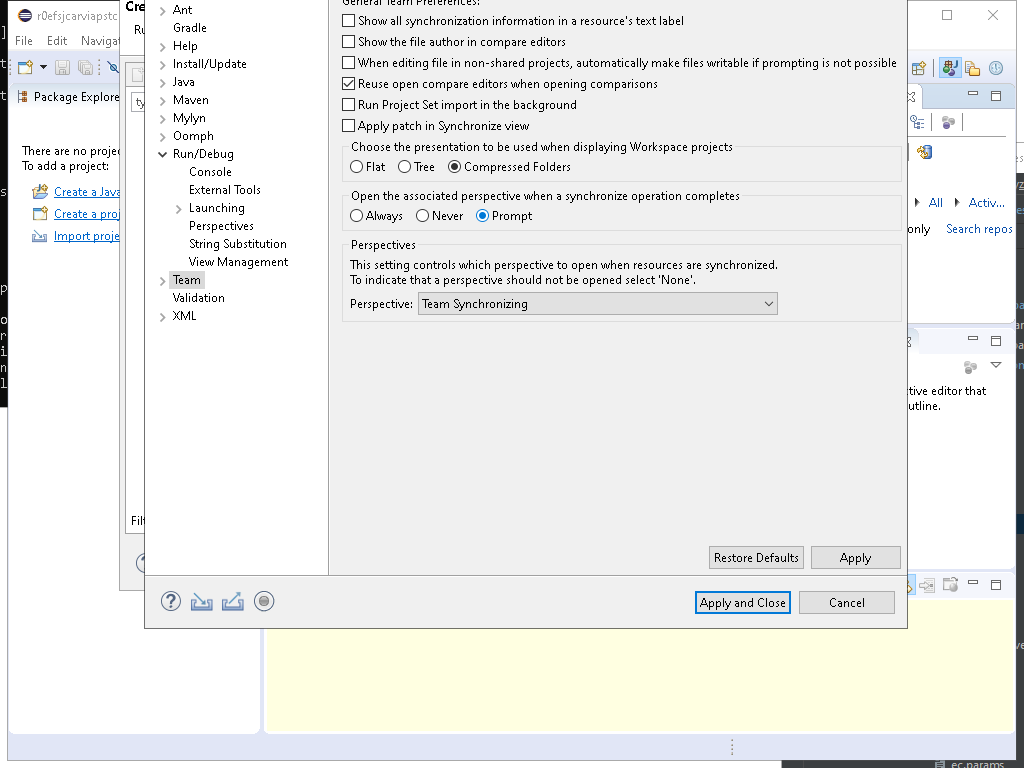 r0efsjcarviapstc
File Edit Naviga
Package Explore
There are no projec
To add a project:
Create a Java
Create a proj
Import proje
Cre
Ru
ty
Filt
Ant
Gradle
Help
Install/Update
Java
Maven
Mylyn
Oomph
Run/Debug
Console
External Tools
Launching
Perspectives
String Substitution
View Management
Team
Validation
XML
General Team Preferences:
Show all synchronization information in a resource's text label
Show the file author in compare editors
When editing file in non-shared projects, automatically make files writable if prompting is not possible
Reuse open compare editors when opening comparisons
Run Project Set import in the background
Apply patch in Synchronize view
Choose the presentation to be used when displaying Workspace projects
Flat Tree Compressed Folders
Open the associated perspective when a synchronize operation completes
Always Never Prompt
Perspectives
This setting controls which perspective to open when resources are synchronized.
To indicate that a perspective should not be opened select 'None'.
Perspective: Team Synchronizing
Restore Defaults Apply
Apply and Close Cancel
All Activ...
only Search repos
tive editor that
utline.
ec.params